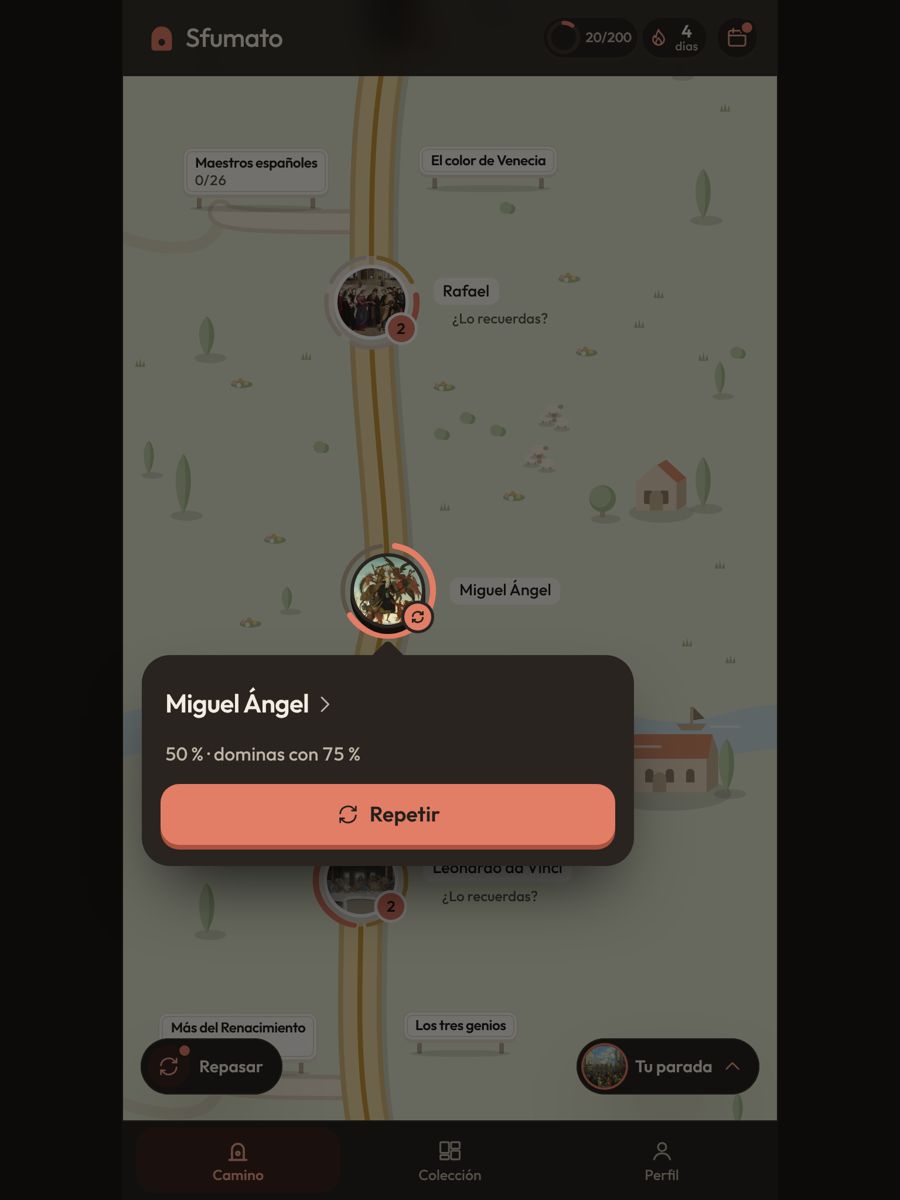 Sfumato
20/200
4
días
Maestros españoles
0/26
El color de Venecia
Rafael
2
¿Lo recuerdas?
Miguel Ángel
Miguel Ángel
50 % · dominas con 75 %
Repetir
Leonardo da Vinci
2
¿Lo recuerdas?
Más del Renacimiento
Los tres genios
Repasar
Tu parada
Camino
Colección
Perfil